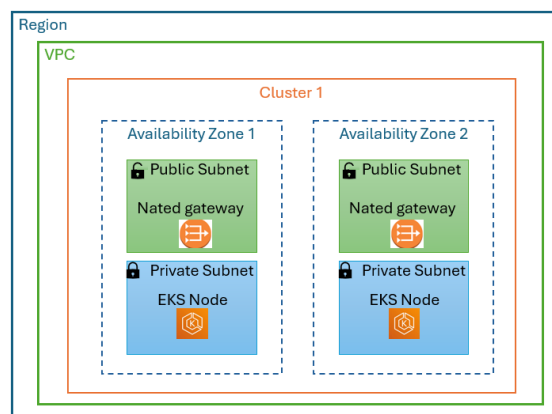 Region
VPC
Cluster 1
Availability Zone 1
Public Subnet
Nated gateway
Private Subnet
EKS Node
K
Availability Zone 2
Public Subnet
Nated gateway
Private Subnet
EKS Node
K